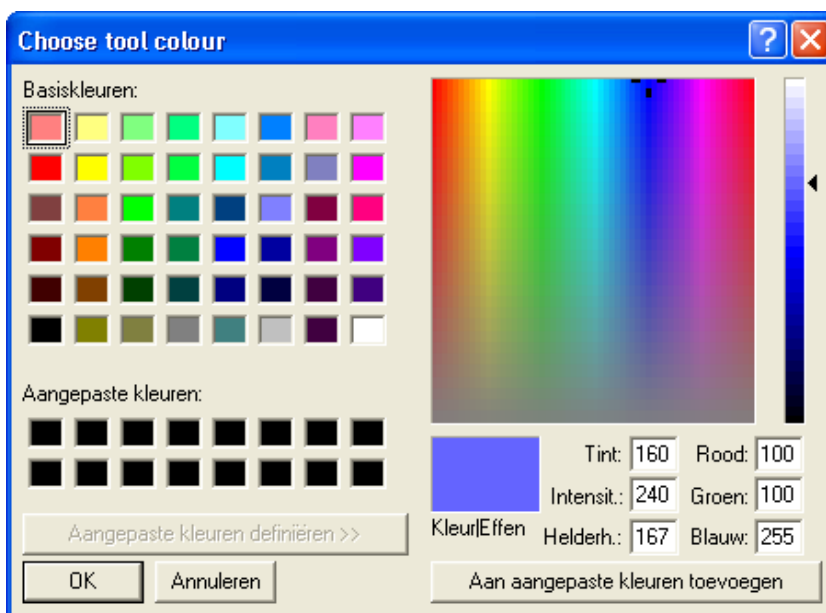 Choose tool colour
Basiskleuren:
Aangepaste kleuren:
Aangepaste kleuren definiëren >>
OK Annuleren
Kleur|Effen
Tint: 160 Rood: 100
Intensit.: 240 Groen: 100
Helderh.: 167 Blauw: 255
Aan aangepaste kleuren toevoegen